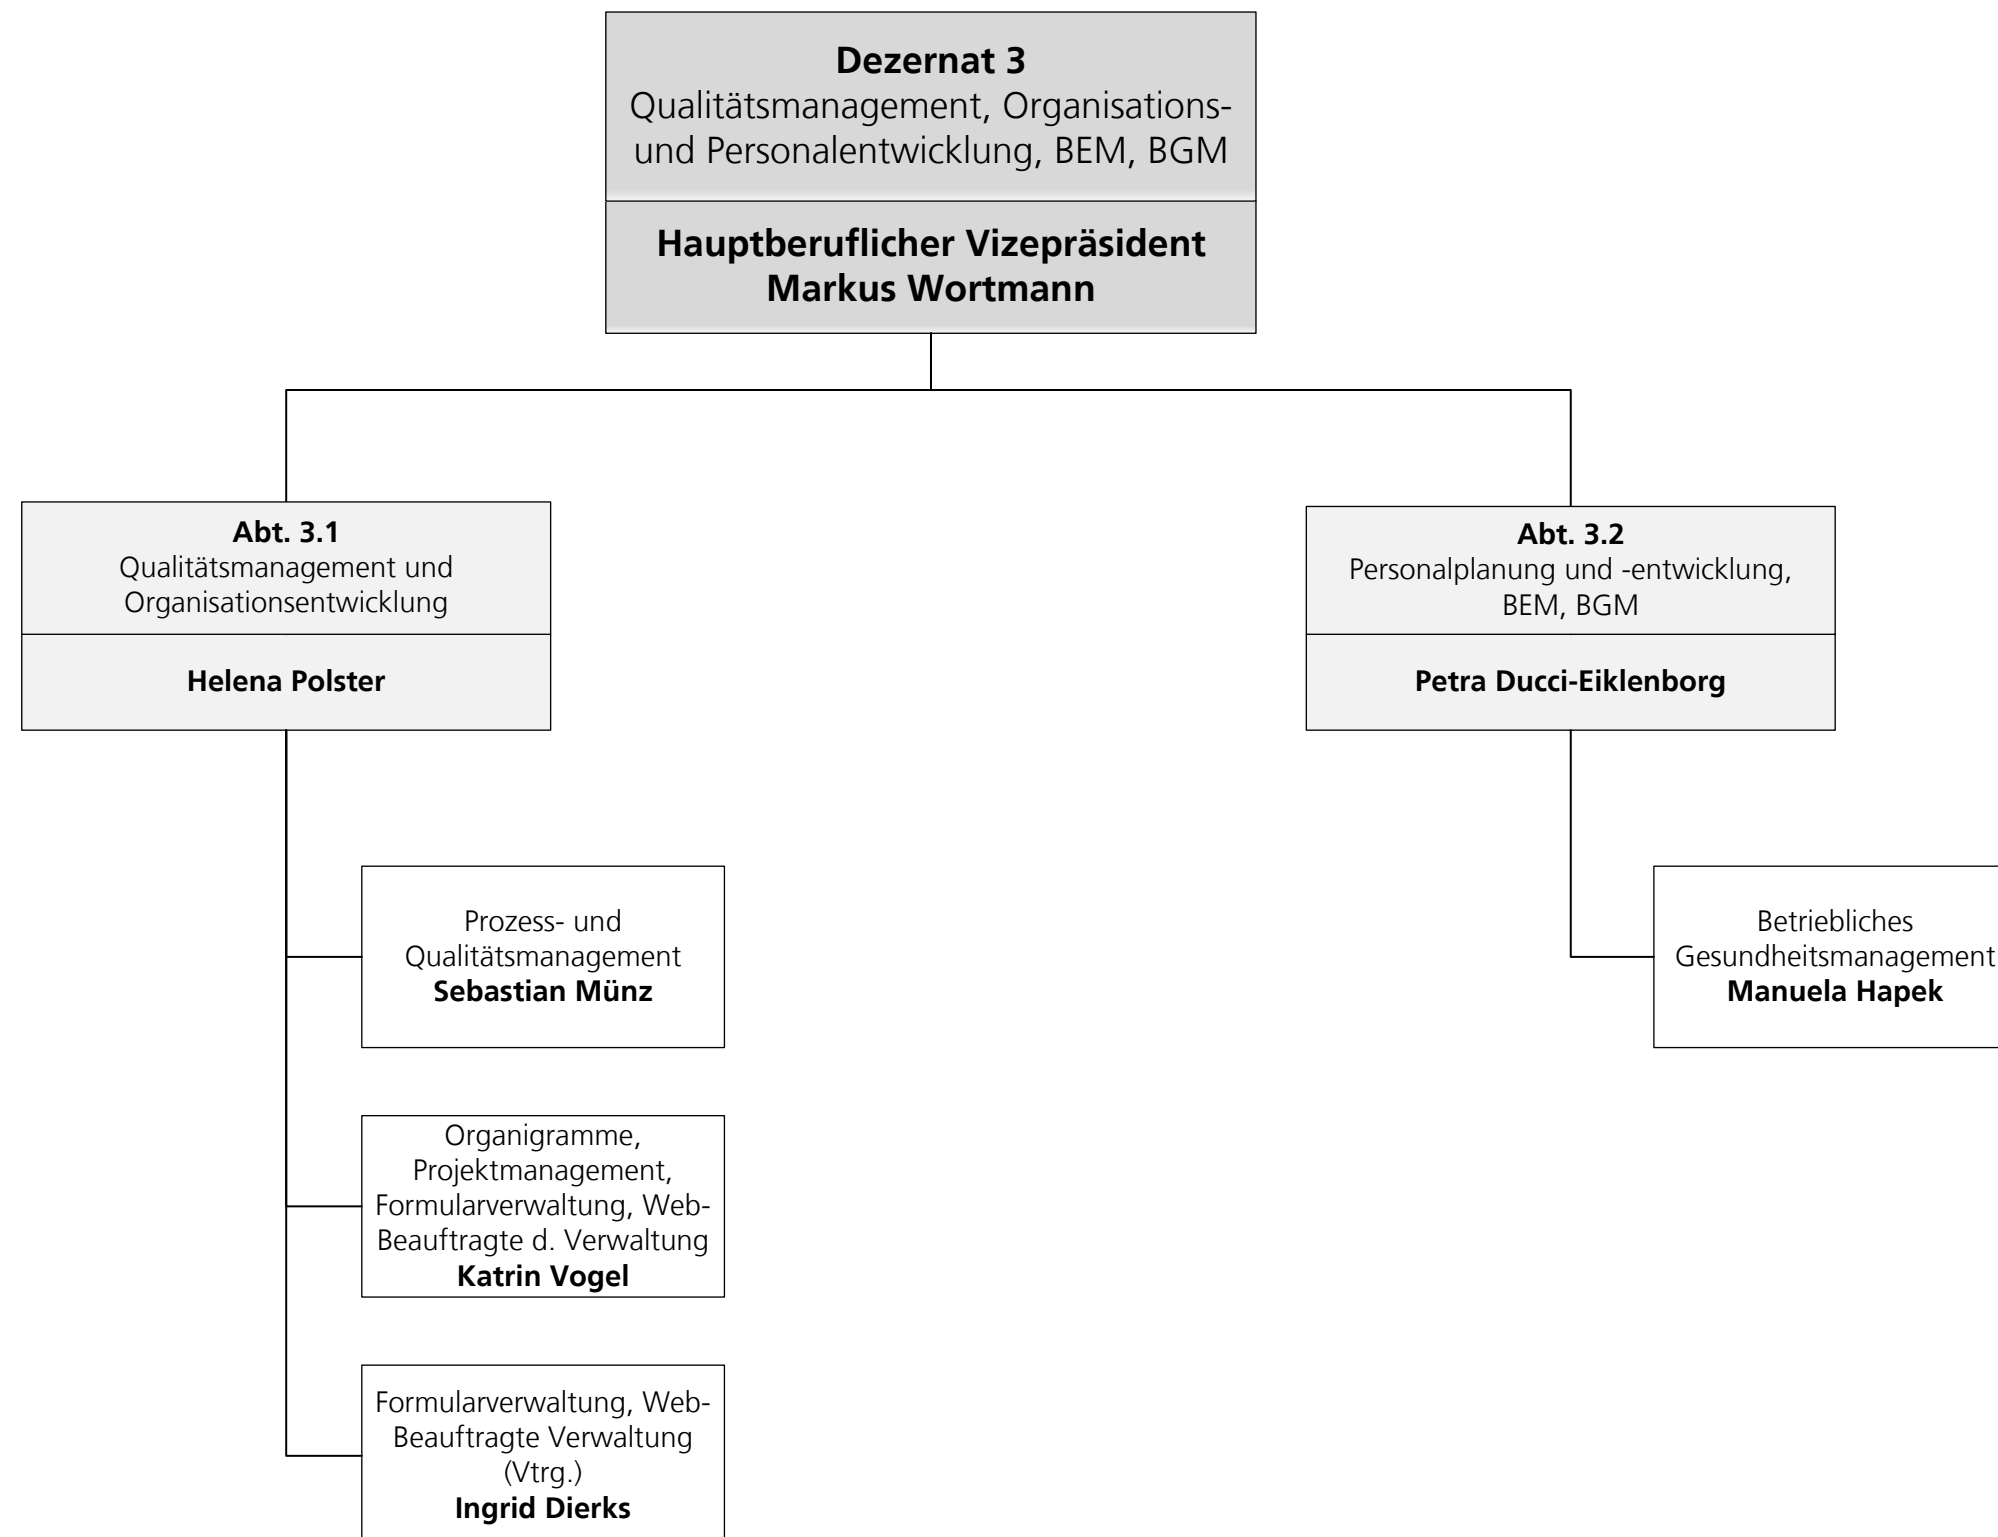 Dezernat 3
Qualitätsmanagement, Organisations-
und Personalentwicklung, BEM, BGM
Hauptberuflicher Vizepräsident
Markus Wortmann
Abt. 3.1
Qualitätsmanagement und
Organisationsentwicklung
Helena Polster
Abt. 3.2
Personalplanung und -entwicklung,
BEM, BGM
Petra Ducci-Eiklenborg
Prozess- und
Qualitätsmanagement
Sebastian Münz
Betriebliches
Gesundheitsmanagement
Manuela Hapek
Organigramme,
Projektmanagement,
Formularverwaltung, Web-
Beauftragte d. Verwaltung
Katrin Vogel
Formularverwaltung, Web-
Beauftragte Verwaltung
(Vtrg.)
Ingrid Dierks